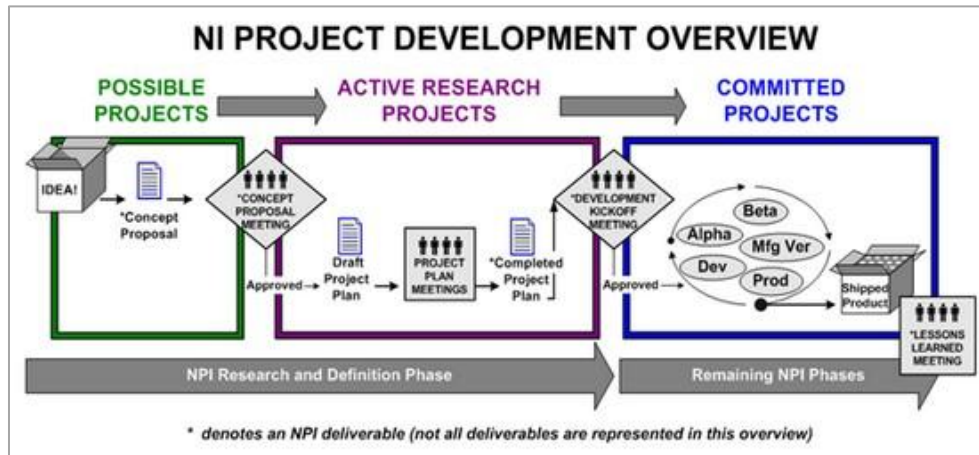 NI PROJECT DEVELOPMENT OVERVIEW
POSSIBLE
PROJECTS
ACTIVE RESEARCH
PROJECTS
COMMITTED
PROJECTS
IDEA!
*Concept
Proposal
*CONCEPT
PROPOSAL
MEETING
Approved
Draft
Project
Plan
PROJECT
PLAN
MEETINGS
*Completed
Project
Plan
*DEVELOPMENT
KICKOFF
MEETING
Approved
Beta
Alpha
Mfg Ver
Dev
Prod
Shipped
Product
*LESSONS
LEARNED
MEETING
NPI Research and Definition Phase
Remaining NPI Phases
* denotes an NPI deliverable (not all deliverables are represented in this overview)